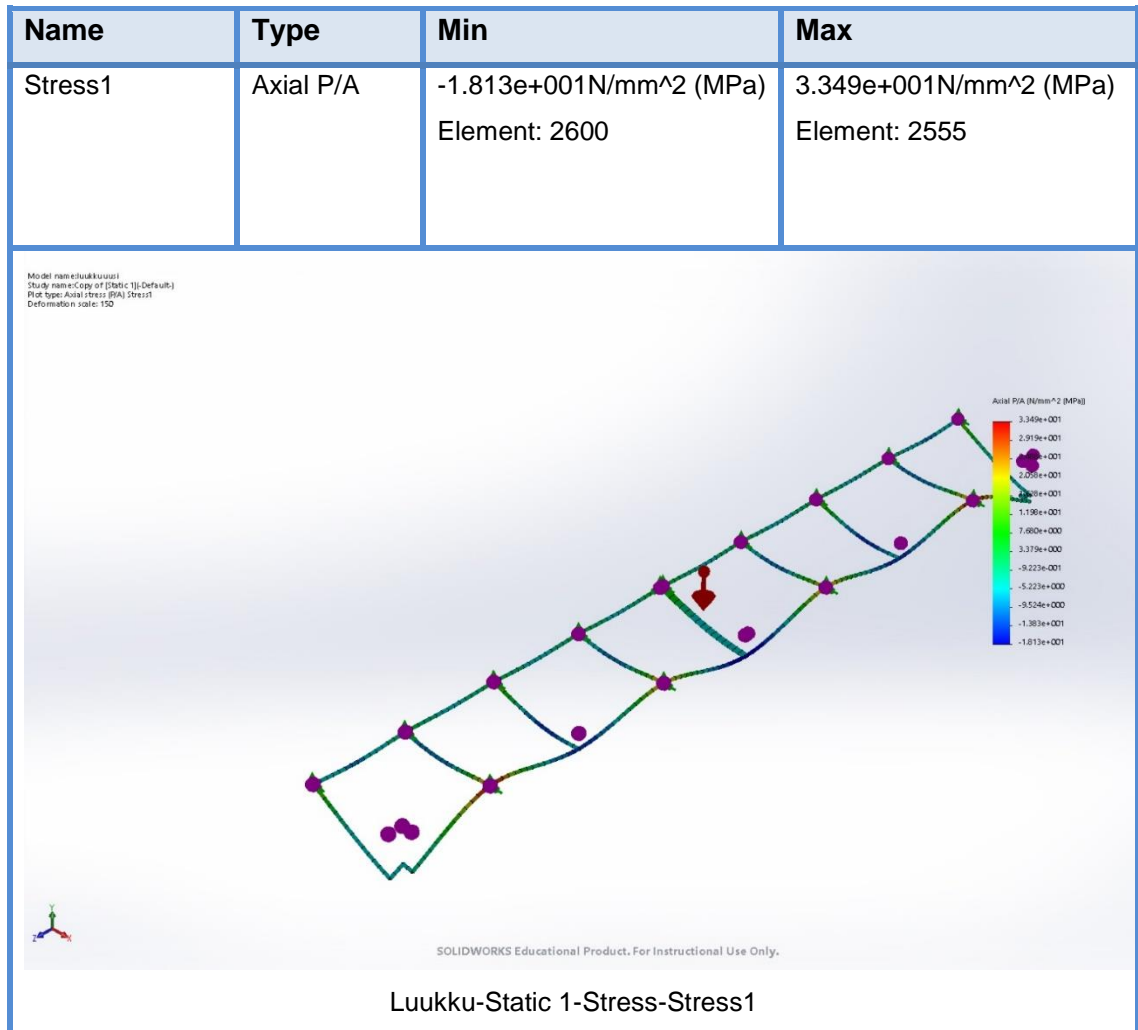 Name Type Min Max
Stress1 Axial P/A -1.813e+001N/mm^2 (MPa) 3.349e+001N/mm^2 (MPa)
Element: 2600 Element: 2555
Model name:luukkuuusi
Study name:Copy of [Static 1](-Default-)
Plot type: Axial stress (P/A) Stress1
Deformation scale: 150
Axial P/A (N/mm^2 (MPa))
3.349e+001
2.919e+001
2.058e+001
1.198e+001
7.680e+000
3.379e+000
-9.223e-001
-5.223e+000
-9.524e+000
-1.383e+001
-1.813e+001
Y
Z X
SOLIDWORKS Educational Product. For Instructional Use Only.
Luukku-Static 1-Stress-Stress1